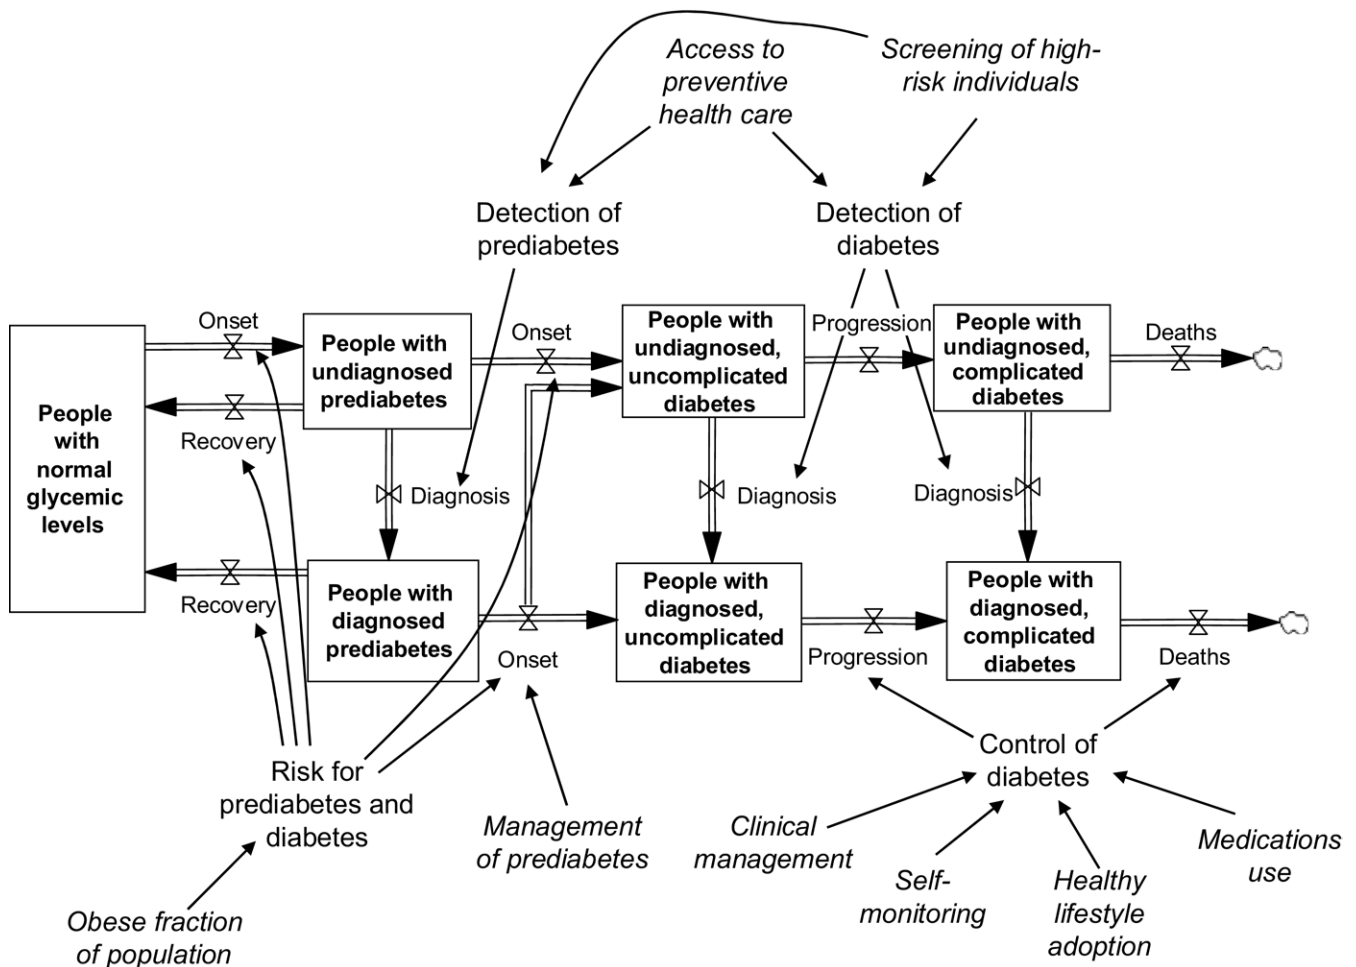 Access to
preventive
health care
Screening of high-
risk individuals
Detection of
prediabetes
Detection of
diabetes
Onset
Onset
Progression
Deaths
People
with
normal
glycemic
levels
People with
undiagnosed
prediabetes
People with
undiagnosed,
uncomplicated
diabetes
People with
undiagnosed,
complicated
diabetes
Recovery
Diagnosis
Diagnosis
Diagnosis
Recovery
People with
diagnosed
prediabetes
Onset
People with
diagnosed,
uncomplicated
diabetes
Progression
People with
diagnosed,
complicated
diabetes
Deaths
Risk for
prediabetes and
diabetes
Control of
diabetes
Management
of prediabetes
Clinical
management
Self-
monitoring
Healthy
lifestyle
adoption
Medications
use
Obese fraction
of population